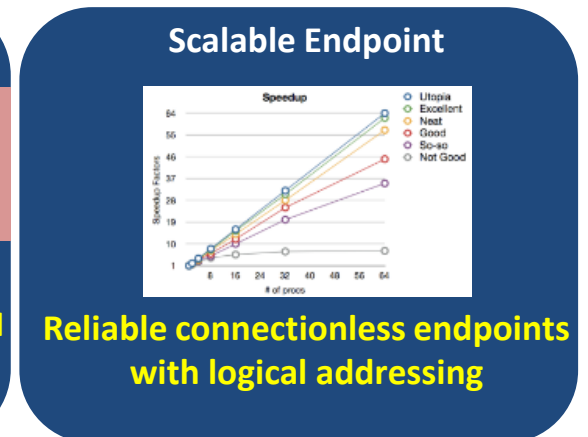 Scalable Endpoint
Speedup
Utopia
Excellent
Neat
Good
So-so
Not Good
Speedup Factors
64
55
46
37
28
19
10
1
8 16 24 32 40 48 56 64
# of procs
Reliable connectionless endpoints
with logical addressing